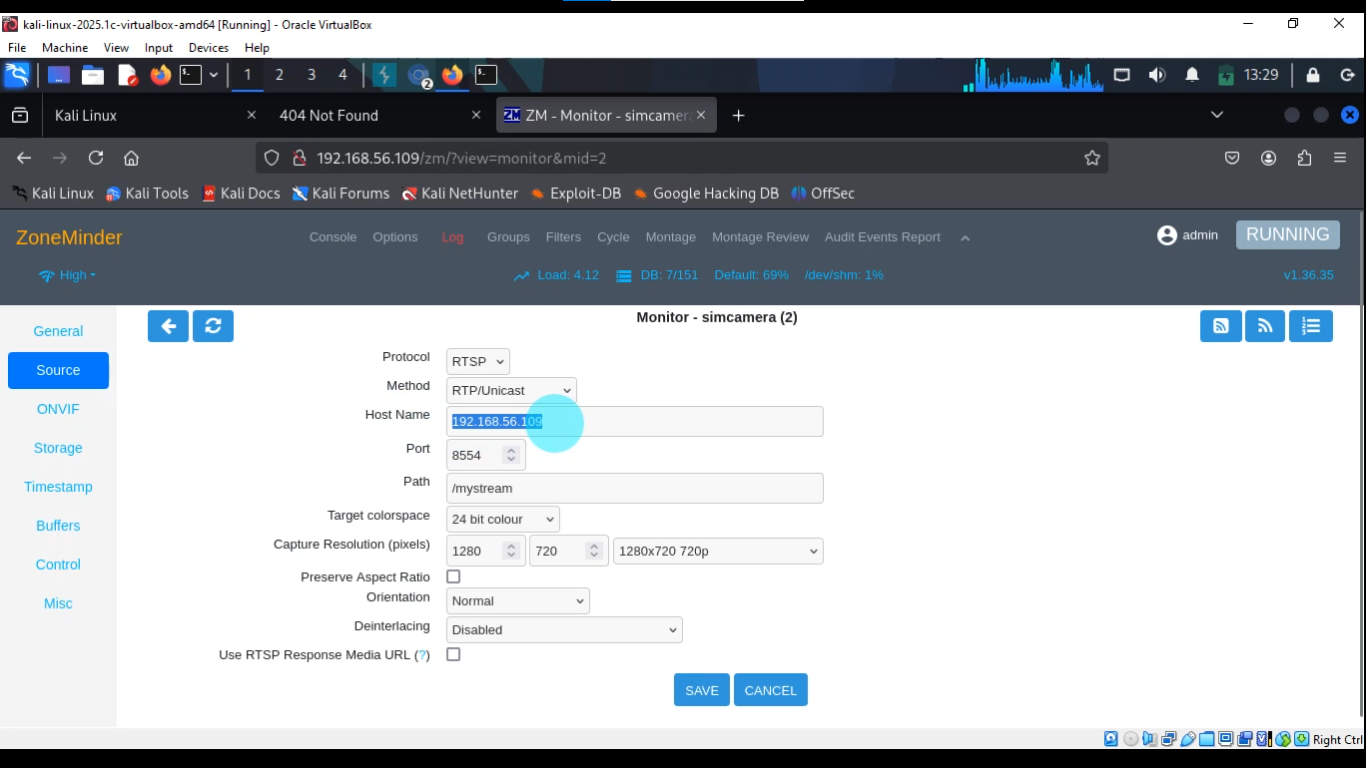 kali-linux-2025.1c-virtualbox-amd64 [Running] - Oracle VirtualBox
File Machine View Input Devices Help
1 2 3 4 2 13:29
Kali Linux 404 Not Found ZM - Monitor - simcamera
192.168.56.109/zm/?view=monitor&mid=2
Kali Linux Kali Tools Kali Docs Kali Forums Kali NetHunter Exploit-DB Google Hacking DB OffSec
ZoneMinder Console Options Log Groups Filters Cycle Montage Montage Review Audit Events Report admin RUNNING
High Load: 4.12 DB: 7/151 Default: 69% /dev/shm: 1% v1.36.35
Monitor - simcamera (2)
General
Source
ONVIF
Storage
Timestamp
Buffers
Control
Misc
Protocol RTSP
Method RTP/Unicast
Host Name 192.168.56.109
Port 8554
Path /mystream
Target colorspace 24 bit colour
Capture Resolution (pixels) 1280 720 1280x720 720p
Preserve Aspect Ratio
Orientation Normal
Deinterlacing Disabled
Use RTSP Response Media URL (?)
SAVE CANCEL
Right Ctrl